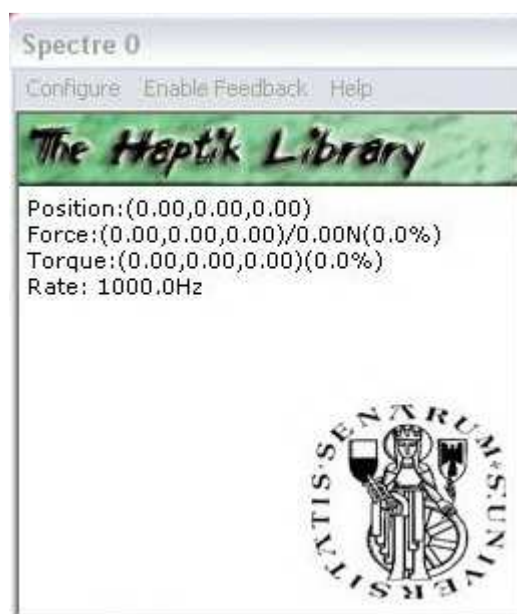 Spectre 0
Configure Enable Feedback Help
The Haptik Library
Position:(0.00,0.00,0.00)
Force:(0.00,0.00,0.00)/0.00N(0.0%)
Torque:(0.00,0.00,0.00)(0.0%)
Rate: 1000.0Hz
S·UNIVERSITATIS·SENARUM